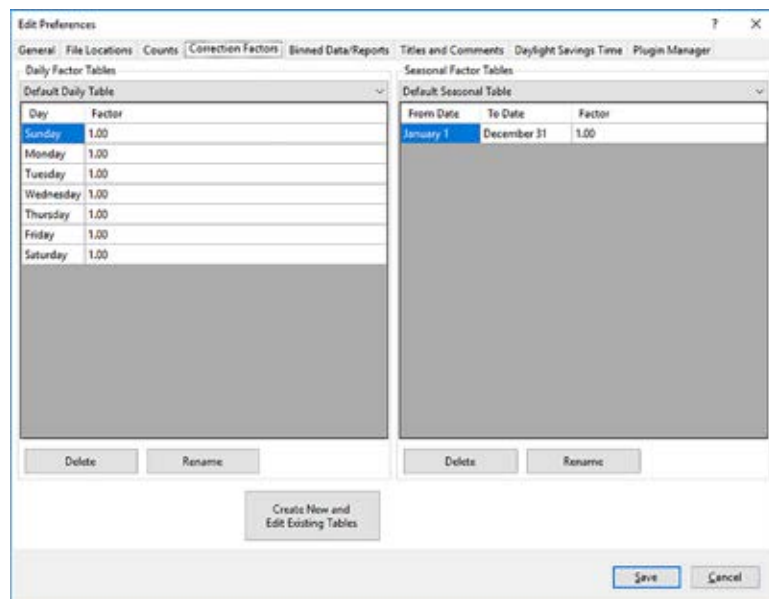 Edit Preferences ? ×
General File Locations Counts Correction Factors Binned Data/Reports Titles and Comments Daylight Savings Time Plugin Manager
Daily Factor Tables
Default Daily Table
Day Factor
Sunday 1.00
Monday 1.00
Tuesday 1.00
Wednesday 1.00
Thursday 1.00
Friday 1.00
Saturday 1.00
Delete Rename
Seasonal Factor Tables
Default Seasonal Table
From Date To Date Factor
January 1 December 31 1.00
Delete Rename
Create New and
Edit Existing Tables
Save Cancel